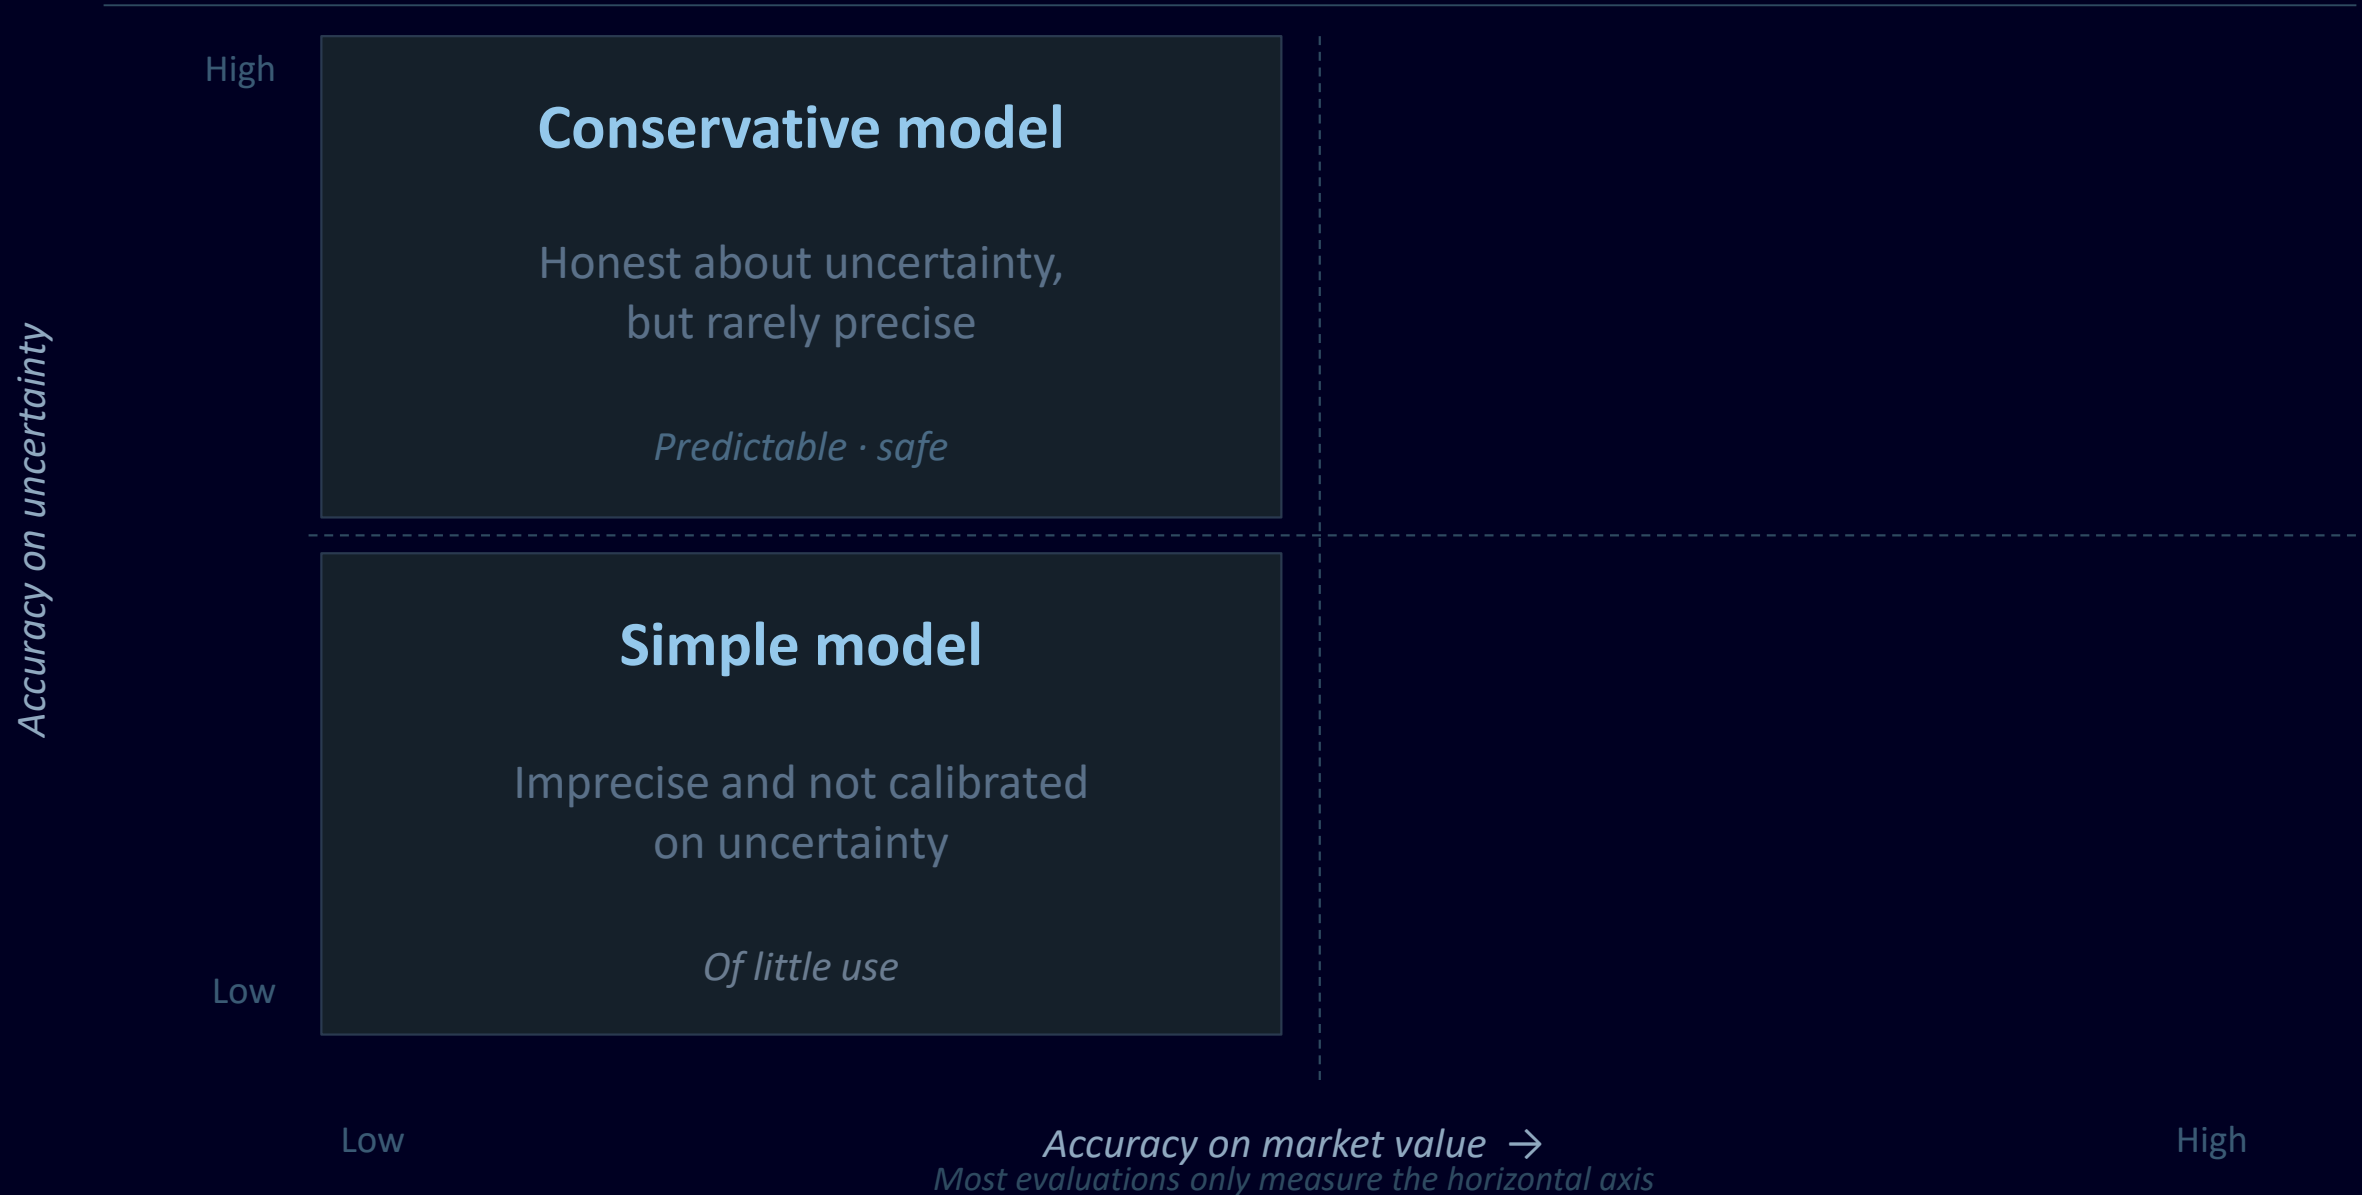 High
Conservative model
Honest about uncertainty,
but rarely precise
Predictable · safe
Accuracy on uncertainty
Simple model
Imprecise and not calibrated
on uncertainty
Of little use
Low
Low
Accuracy on market value →
High
Most evaluations only measure the horizontal axis